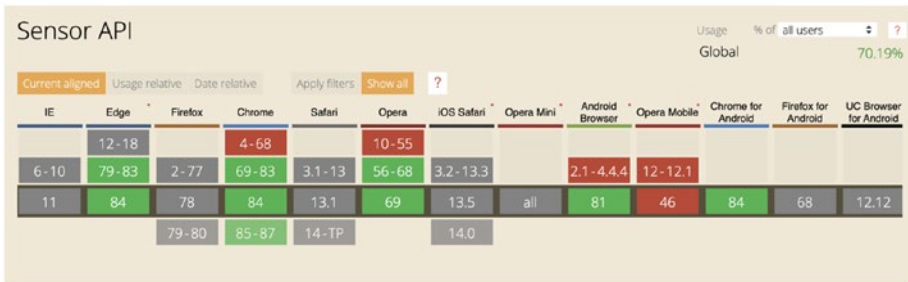 Sensor API
Usage % of all users ?
Global 70.19%
Current aligned Usage relative Date relative Apply filters Show all ?
IE Edge * Firefox Chrome Safari Opera * iOS Safari * Opera Mini * Android Browser * Opera Mobile * Chrome for Android Firefox for Android UC Browser for Android
12-18 4-68 10-55
6-10 79-83 2-77 69-83 3.1-13 56-68 3.2-13.3 2.1-4.4.4 12-12.1
11 84 78 84 13.1 69 13.5 all 81 46 84 68 12.12
79-80 85-87 14-TP 14.0